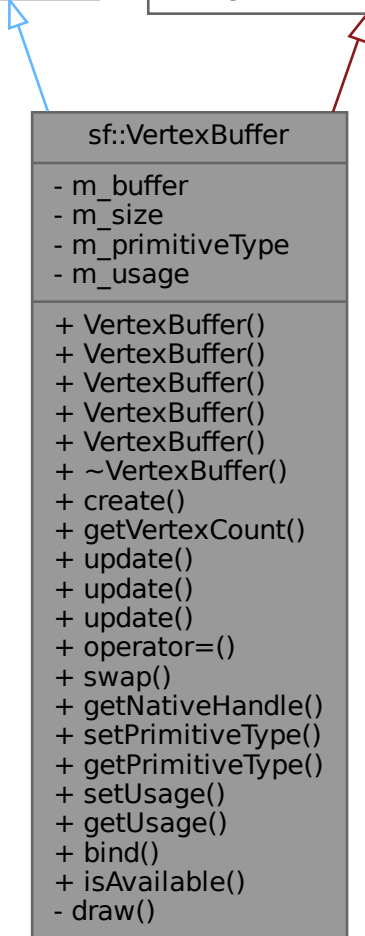 sf::VertexBuffer
- m_buffer
- m_size
- m_primitiveType
- m_usage
+ VertexBuffer()
+ VertexBuffer()
+ VertexBuffer()
+ VertexBuffer()
+ VertexBuffer()
+ ~VertexBuffer()
+ create()
+ getVertexCount()
+ update()
+ update()
+ update()
+ operator=()
+ swap()
+ getNativeHandle()
+ setPrimitiveType()
+ getPrimitiveType()
+ setUsage()
+ getUsage()
+ bind()
+ isAvailable()
- draw()